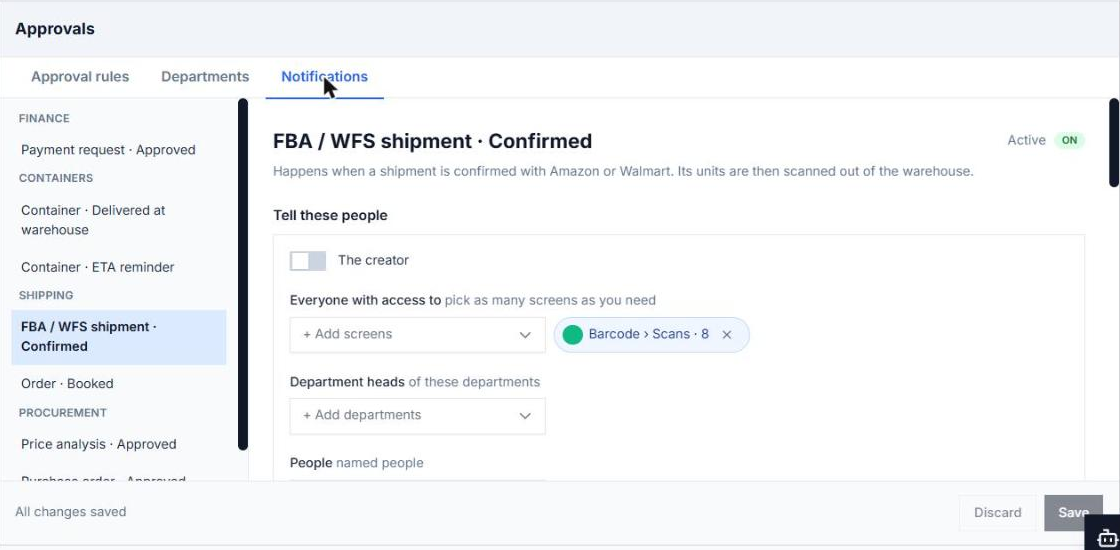 Approvals
Approval rules Departments Notifications
FINANCE
Payment request · Approved
CONTAINERS
Container · Delivered at
warehouse
Container · ETA reminder
SHIPPING
FBA / WFS shipment ·
Confirmed
Order · Booked
PROCUREMENT
Price analysis · Approved
Purchase order · Approved
FBA / WFS shipment · Confirmed
Active ON
Happens when a shipment is confirmed with Amazon or Walmart. Its units are then scanned out of the warehouse.
Tell these people
The creator
Everyone with access to pick as many screens as you need
+ Add screens
Barcode › Scans · 8 ×
Department heads of these departments
+ Add departments
People named people
All changes saved
Discard
Save